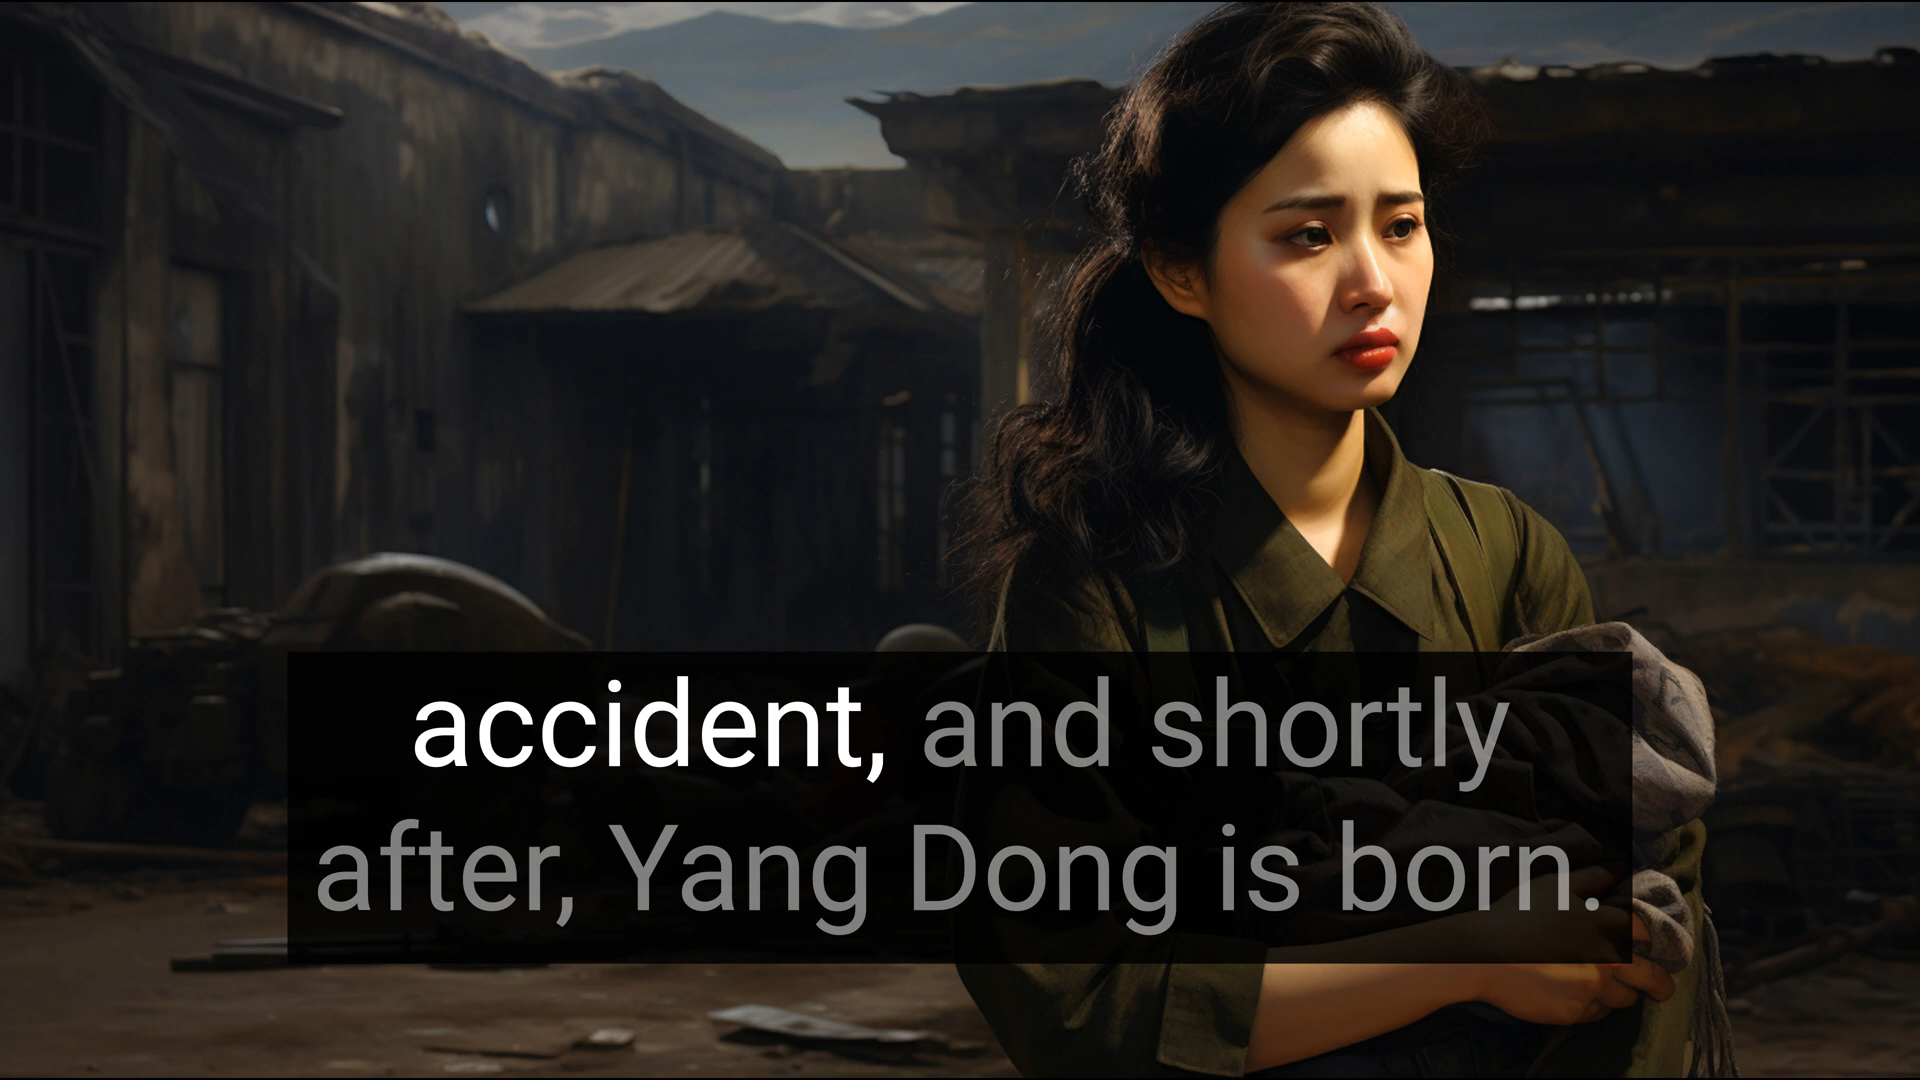 accident, and shortly
after, Yang Dong is born.